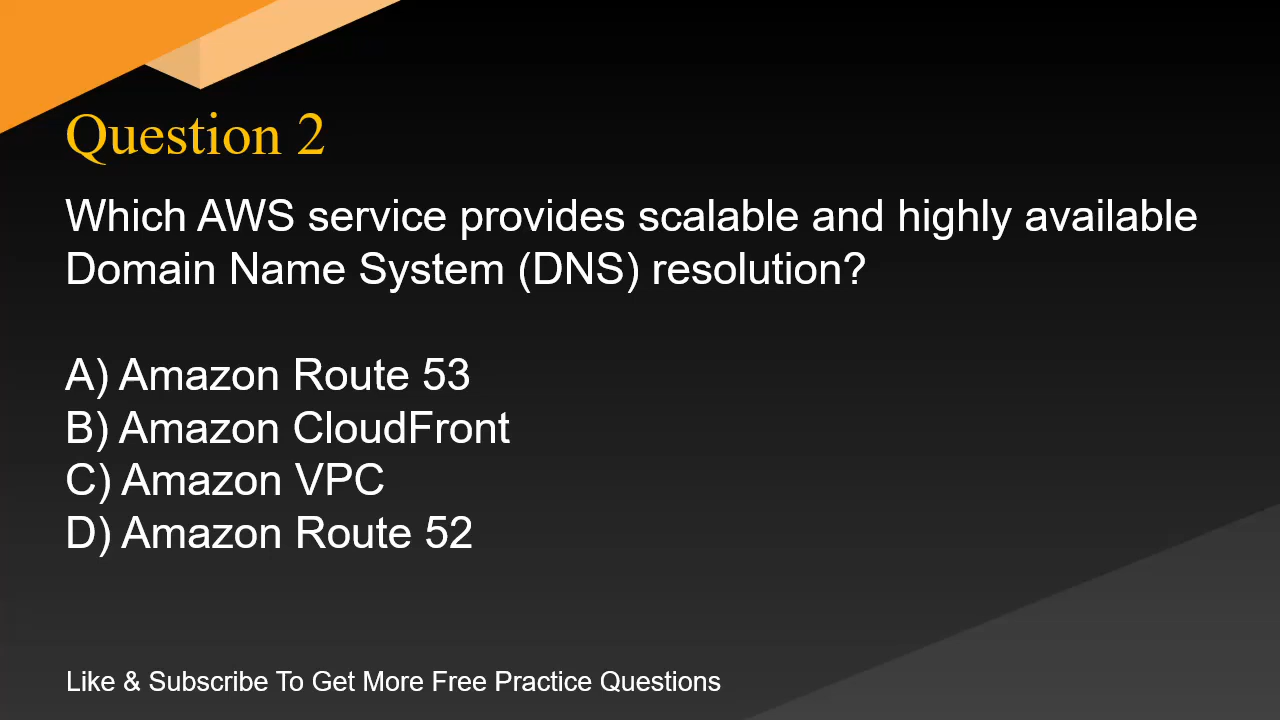 Question 2
Which AWS service provides scalable and highly available
Domain Name System (DNS) resolution?
A) Amazon Route 53
B) Amazon CloudFront
C) Amazon VPC
D) Amazon Route 52
Like & Subscribe To Get More Free Practice Questions